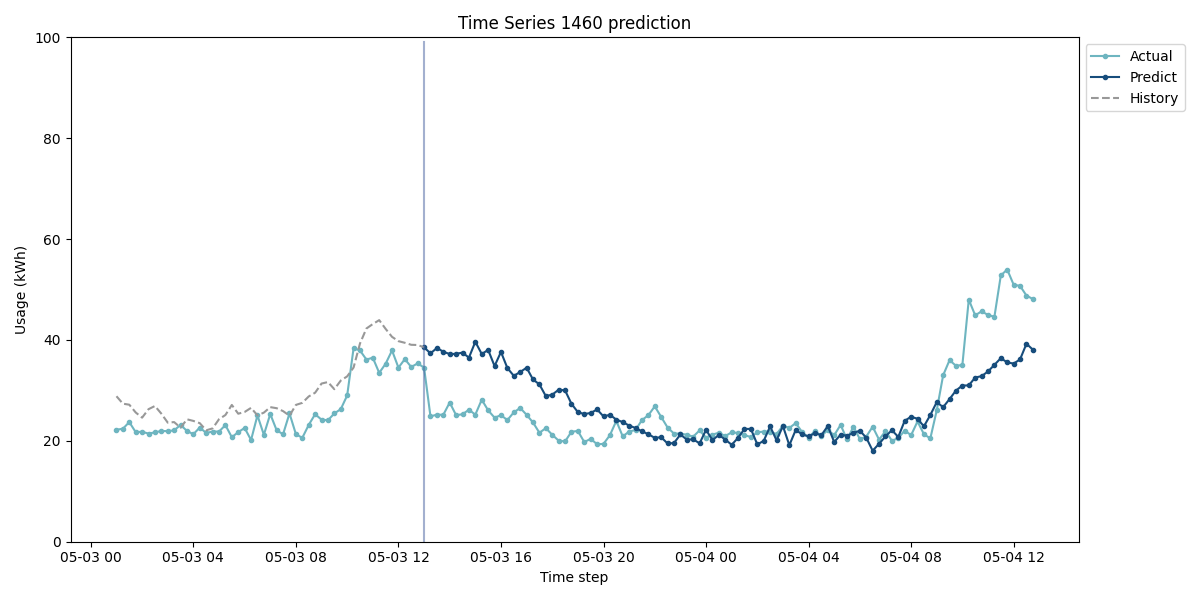 Time Series 1460 prediction
100
80
60
40
20
0
Usage (kWh)
05-03 00
05-03 04
05-03 08
05-03 12
05-03 16
05-03 20
05-04 00
05-04 04
05-04 08
05-04 12
Time step
Actual
Predict
History